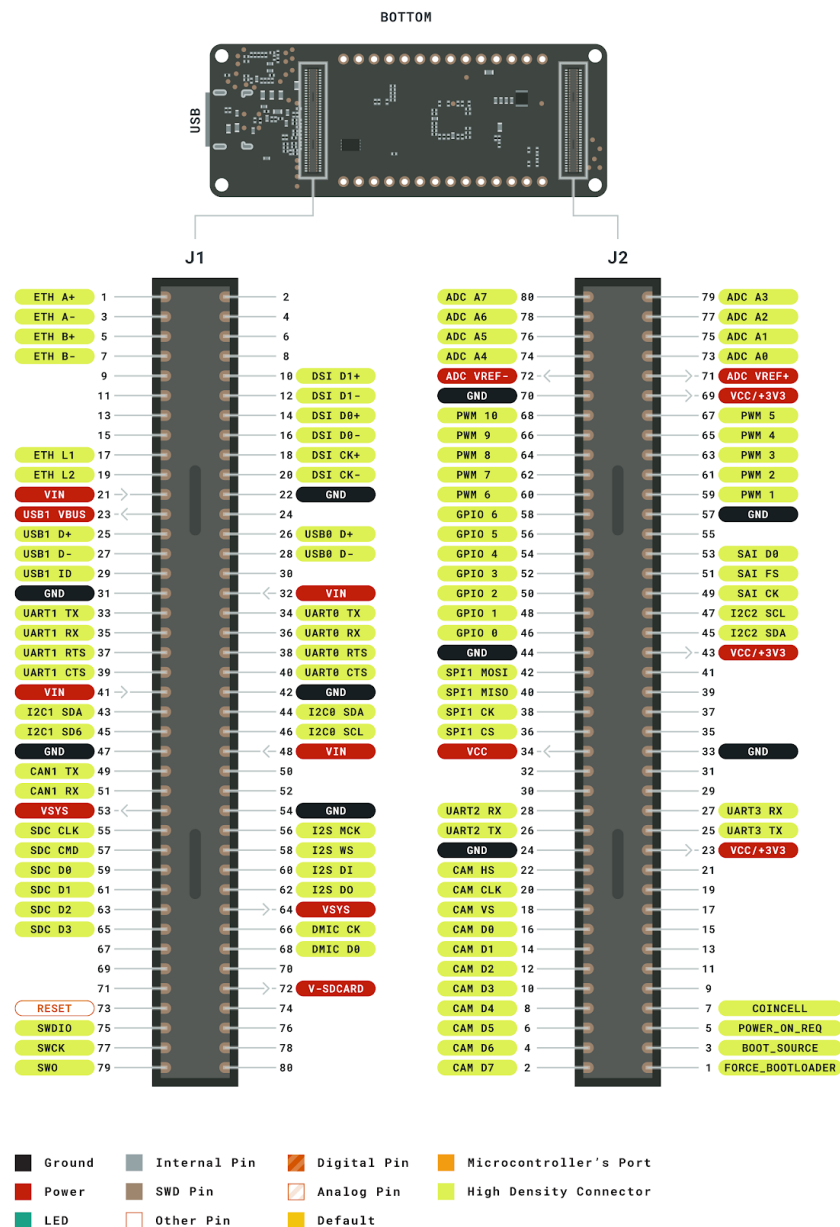 BOTTOM
USB
J1 J2
ETH A+ 1 2 ADC A7 80 79 ADC A3
ETH A- 3 4 ADC A6 78 77 ADC A2
ETH B+ 5 6 ADC A5 76 75 ADC A1
ETH B- 7 8 ADC A4 74 73 ADC A0
9 10 DSI D1+ ADC VREF- 72 71 ADC VREF+
11 12 DSI D1- GND 70 69 VCC/+3V3
13 14 DSI D0+ PWM 10 68 67 PWM 5
15 16 DSI D0- PWM 9 66 65 PWM 4
ETH L1 17 18 DSI CK+ PWM 8 64 63 PWM 3
ETH L2 19 20 DSI CK- PWM 7 62 61 PWM 2
VIN 21 22 GND PWM 6 60 59 PWM 1
USB1 VBUS 23 24 GPIO 6 58 57 GND
USB1 D+ 25 26 USB0 D+ GPIO 5 56 55
USB1 D- 27 28 USB0 D- GPIO 4 54 53 SAI D0
USB1 ID 29 30 GPIO 3 52 51 SAI FS
GND 31 32 VIN GPIO 2 50 49 SAI CK
UART1 TX 33 34 UART0 TX GPIO 1 48 47 I2C2 SCL
UART1 RX 35 36 UART0 RX GPIO 0 46 45 I2C2 SDA
UART1 RTS 37 38 UART0 RTS GND 44 43 VCC/+3V3
UART1 CTS 39 40 UART0 CTS SPI1 MOSI 42 41
VIN 41 42 GND SPI1 MISO 40 39
I2C1 SDA 43 44 I2C0 SDA SPI1 CK 38 37
I2C1 SD6 45 46 I2C0 SCL SPI1 CS 36 35
GND 47 48 VIN VCC 34 33 GND
CAN1 TX 49 50 32 31
CAN1 RX 51 52 30 29
VSYS 53 54 GND UART2 RX 28 27 UART3 RX
SDC CLK 55 56 I2S MCK UART2 TX 26 25 UART3 TX
SDC CMD 57 58 I2S WS GND 24 23 VCC/+3V3
SDC D0 59 60 I2S DI CAM HS 22 21
SDC D1 61 62 I2S DO CAM CLK 20 19
SDC D2 63 64 VSYS CAM VS 18 17
SDC D3 65 66 DMIC CK CAM D0 16 15
67 68 DMIC D0 CAM D1 14 13
69 70 CAM D2 12 11
71 72 V-SDCARD CAM D3 10 9
RESET 73 74 CAM D4 8 7 COINCELL
SWDIO 75 76 CAM D5 6 5 POWER_ON_REQ
SWCK 77 78 CAM D6 4 3 BOOT_SOURCE
SWO 79 80 CAM D7 2 1 FORCE_BOOTLOADER
Ground Internal Pin Digital Pin Microcontroller's Port
Power SWD Pin Analog Pin High Density Connector
LED Other Pin Default